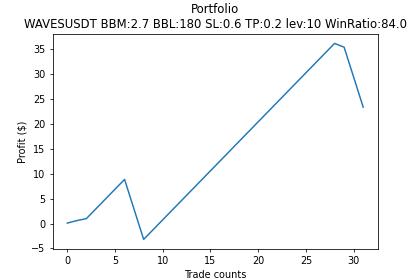 Portfolio
WAVESUSDT BBM:2.7 BBL:180 SL:0.6 TP:0.2 lev:10 WinRatio:84.0
35
30
25
20
15
10
5
0
−5
Profit ($)
0 5 10 15 20 25 30
Trade counts